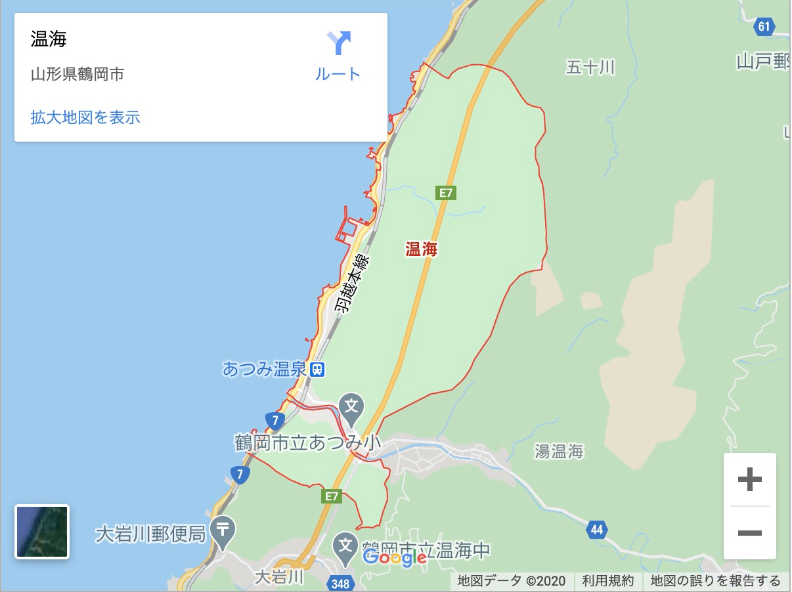 温海
山形県鶴岡市
ルート
拡大地図を表示
61
五十川
山戸郵
E7
温海
羽越本線
あつみ温泉
文
7
鶴岡市立あつみ小
湯温海
7
E7
+
−
大岩川郵便局
〒
44
文
鶴岡市立温海中
Google
大岩川
348
地図データ ©2020
利用規約
地図の誤りを報告する